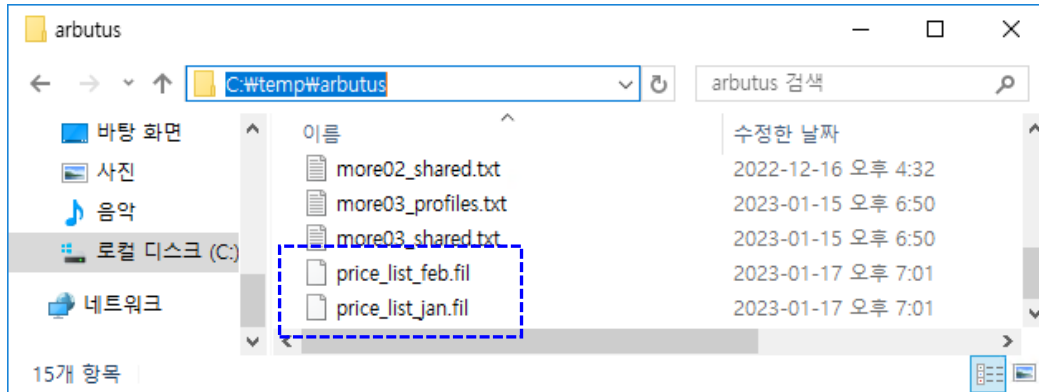 arbutus
C:₩temp₩arbutus
arbutus 검색
바탕 화면
사진
음악
로컬 디스크 (C:)
네트워크
이름
수정한 날짜
more02_shared.txt
2022-12-16 오후 4:32
more03_profiles.txt
2023-01-15 오후 6:50
more03_shared.txt
2023-01-15 오후 6:50
price_list_feb.fil
2023-01-17 오후 7:01
price_list_jan.fil
2023-01-17 오후 7:01
15개 항목